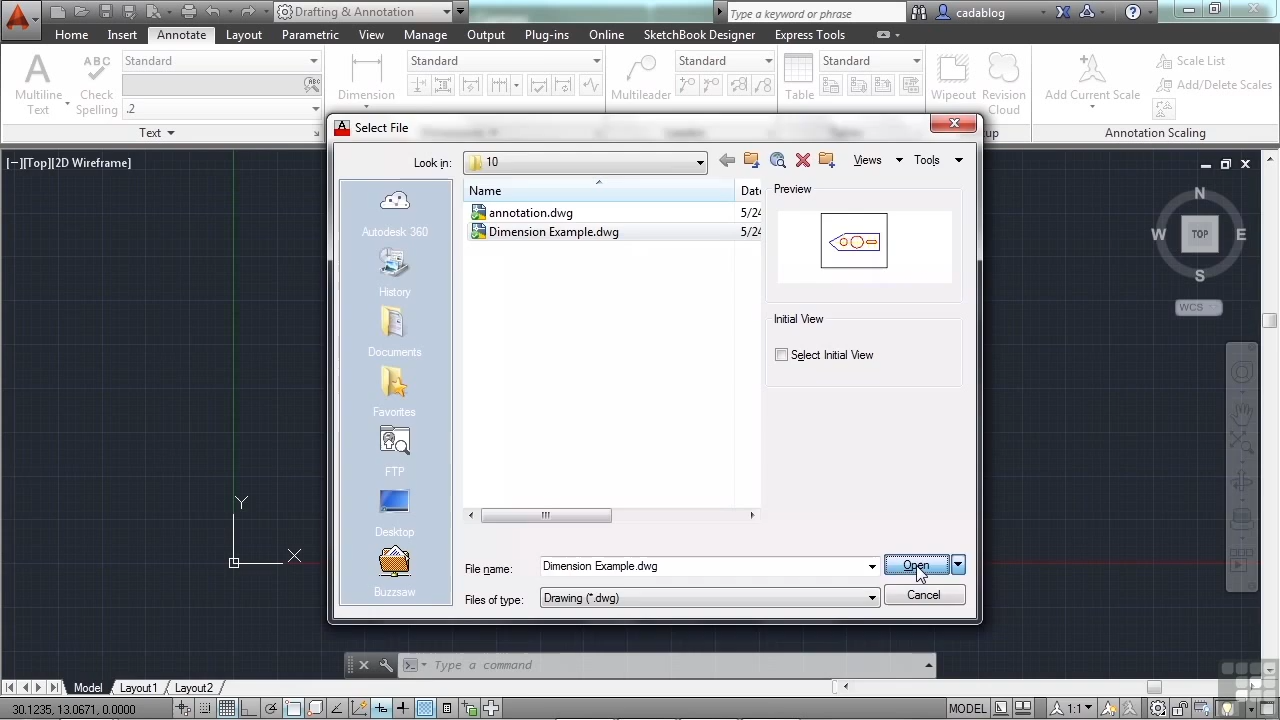 Drafting & Annotation
Type a keyword or phrase
cadablog
Home Insert Annotate Layout Parametric View Manage Output Plug-ins Online SketchBook Designer Express Tools
Standard
Standard
Standard
Standard
Scale List
Multiline
Text
Check
Spelling
.2
Dimension
Multileader
Table
Wipeout
Revision
Cloud
Add Current Scale
Add/Delete Scales
Text
Annotation Scaling
[–][Top][2D Wireframe]
Select File
Look in: 10
Views Tools
Name
Date
annotation.dwg 5/24
Dimension Example.dwg 5/24
Preview
Initial View
Select Initial View
Autodesk 360
History
Documents
Favorites
FTP
Desktop
Buzzsaw
File name: Dimension Example.dwg
Open
Files of type: Drawing (*.dwg)
Cancel
N
W TOP E
S
WCS
Y
X
Type a command
Model Layout1 Layout2
30.1235, 13.0671, 0.0000
MODEL
1:1